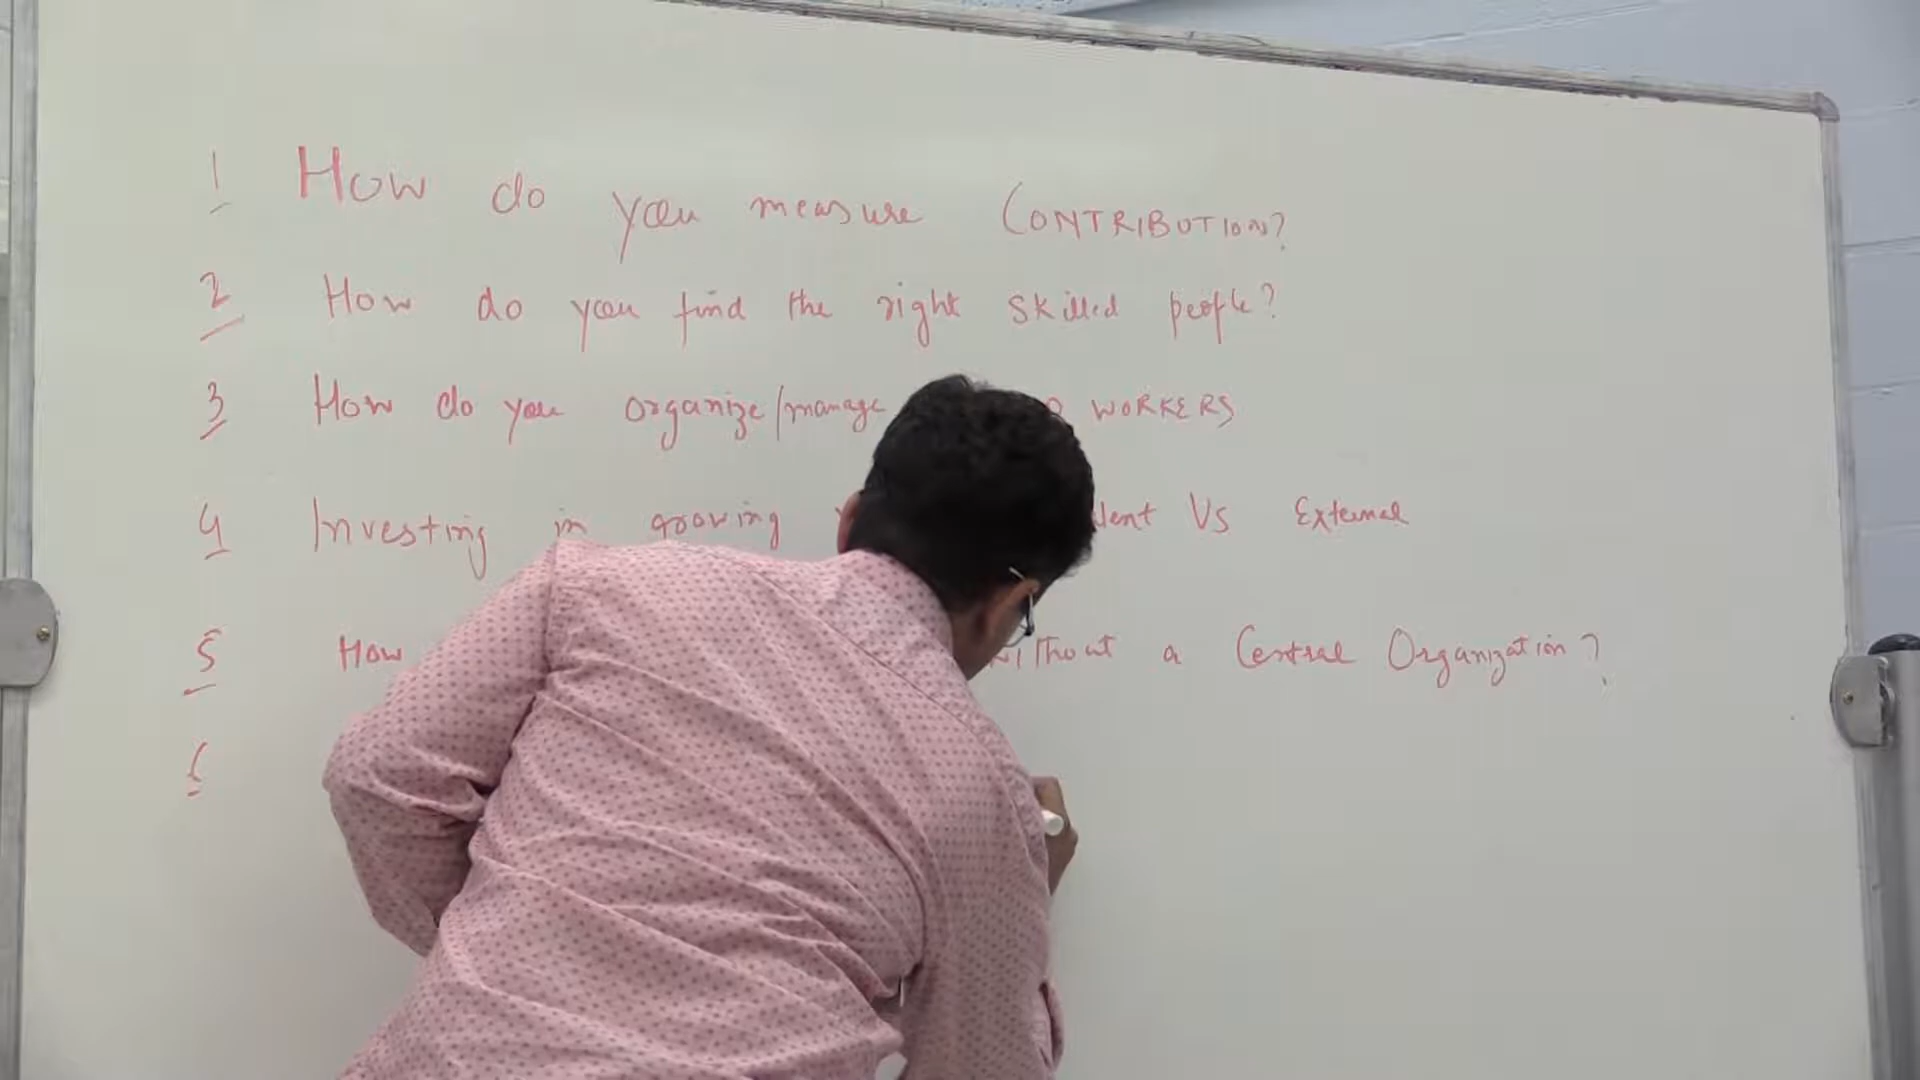 1 How do you measure CONTRIBUTION?
2 How do you find the right skilled people?
3 How do you organize/manage WORKERS
4 Investing in growing Vs External
5 How without a Central Organization?
6